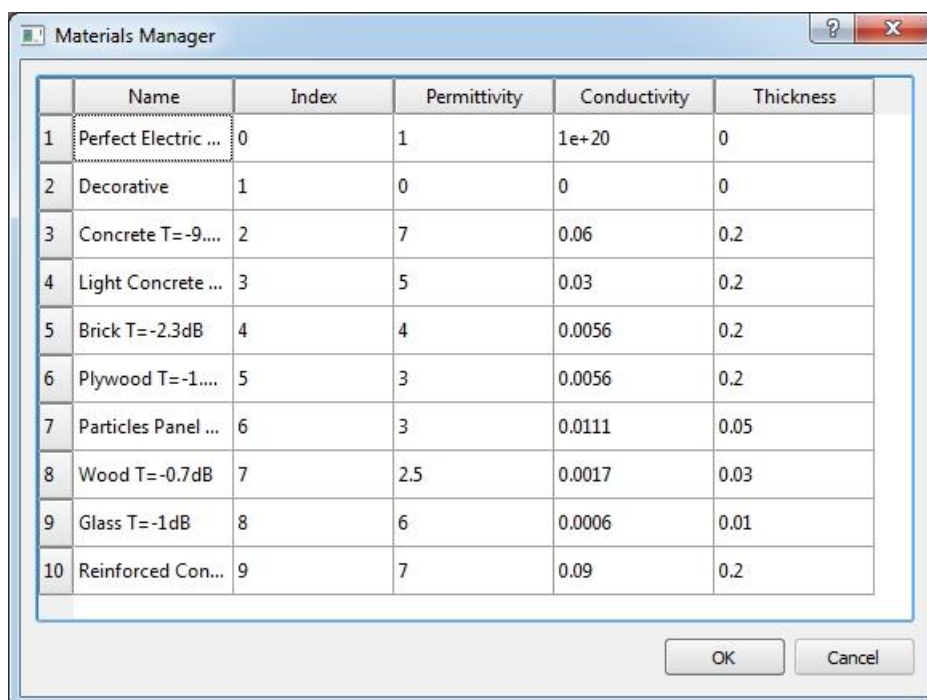 Materials Manager
Name Index Permittivity Conductivity Thickness
1 Perfect Electric ... 0 1 1e+20 0
2 Decorative 1 0 0 0
3 Concrete T=-9.... 2 7 0.06 0.2
4 Light Concrete ... 3 5 0.03 0.2
5 Brick T=-2.3dB 4 4 0.0056 0.2
6 Plywood T=-1.... 5 3 0.0056 0.2
7 Particles Panel ... 6 3 0.0111 0.05
8 Wood T=-0.7dB 7 2.5 0.0017 0.03
9 Glass T=-1dB 8 6 0.0006 0.01
10 Reinforced Con... 9 7 0.09 0.2
OK Cancel